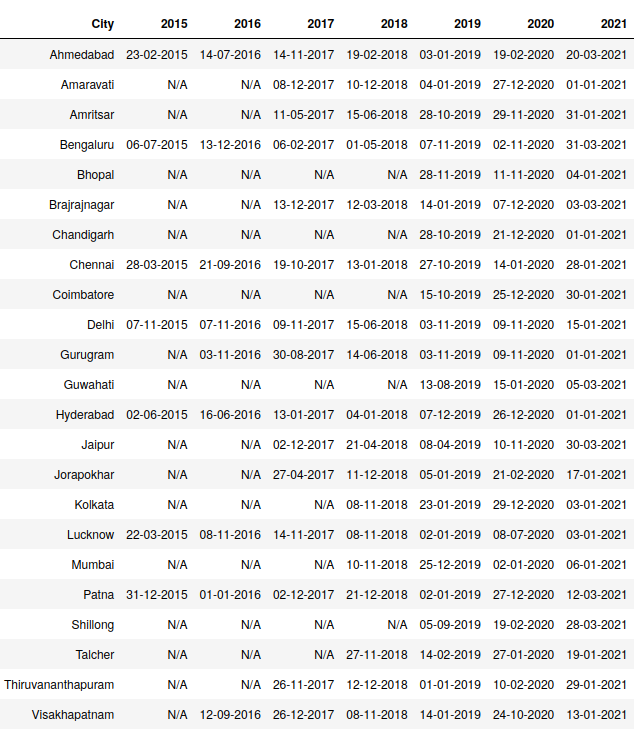 City 2015 2016 2017 2018 2019 2020 2021
Ahmedabad 23-02-2015 14-07-2016 14-11-2017 19-02-2018 03-01-2019 19-02-2020 20-03-2021
Amaravati N/A N/A 08-12-2017 10-12-2018 04-01-2019 27-12-2020 01-01-2021
Amritsar N/A N/A 11-05-2017 15-06-2018 28-10-2019 29-11-2020 31-01-2021
Bengaluru 06-07-2015 13-12-2016 06-02-2017 01-05-2018 07-11-2019 02-11-2020 31-03-2021
Bhopal N/A N/A N/A N/A 28-11-2019 11-11-2020 04-01-2021
Brajrajnagar N/A N/A 13-12-2017 12-03-2018 14-01-2019 07-12-2020 03-03-2021
Chandigarh N/A N/A N/A N/A 28-10-2019 21-12-2020 01-01-2021
Chennai 28-03-2015 21-09-2016 19-10-2017 13-01-2018 27-10-2019 14-01-2020 28-01-2021
Coimbatore N/A N/A N/A N/A 15-10-2019 25-12-2020 30-01-2021
Delhi 07-11-2015 07-11-2016 09-11-2017 15-06-2018 03-11-2019 09-11-2020 15-01-2021
Gurugram N/A 03-11-2016 30-08-2017 14-06-2018 03-11-2019 09-11-2020 01-01-2021
Guwahati N/A N/A N/A N/A 13-08-2019 15-01-2020 05-03-2021
Hyderabad 02-06-2015 16-06-2016 13-01-2017 04-01-2018 07-12-2019 26-12-2020 01-01-2021
Jaipur N/A N/A 02-12-2017 21-04-2018 08-04-2019 10-11-2020 30-03-2021
Jorapokhar N/A N/A 27-04-2017 11-12-2018 05-01-2019 21-02-2020 17-01-2021
Kolkata N/A N/A N/A 08-11-2018 23-01-2019 29-12-2020 03-01-2021
Lucknow 22-03-2015 08-11-2016 14-11-2017 08-11-2018 02-01-2019 08-07-2020 03-01-2021
Mumbai N/A N/A N/A 10-11-2018 25-12-2019 02-01-2020 06-01-2021
Patna 31-12-2015 01-01-2016 02-12-2017 21-12-2018 02-01-2019 27-12-2020 12-03-2021
Shillong N/A N/A N/A N/A 05-09-2019 19-02-2020 28-03-2021
Talcher N/A N/A N/A 27-11-2018 14-02-2019 27-01-2020 19-01-2021
Thiruvananthapuram N/A N/A 26-11-2017 12-12-2018 01-01-2019 10-02-2020 29-01-2021
Visakhapatnam N/A 12-09-2016 26-12-2017 08-11-2018 14-01-2019 24-10-2020 13-01-2021